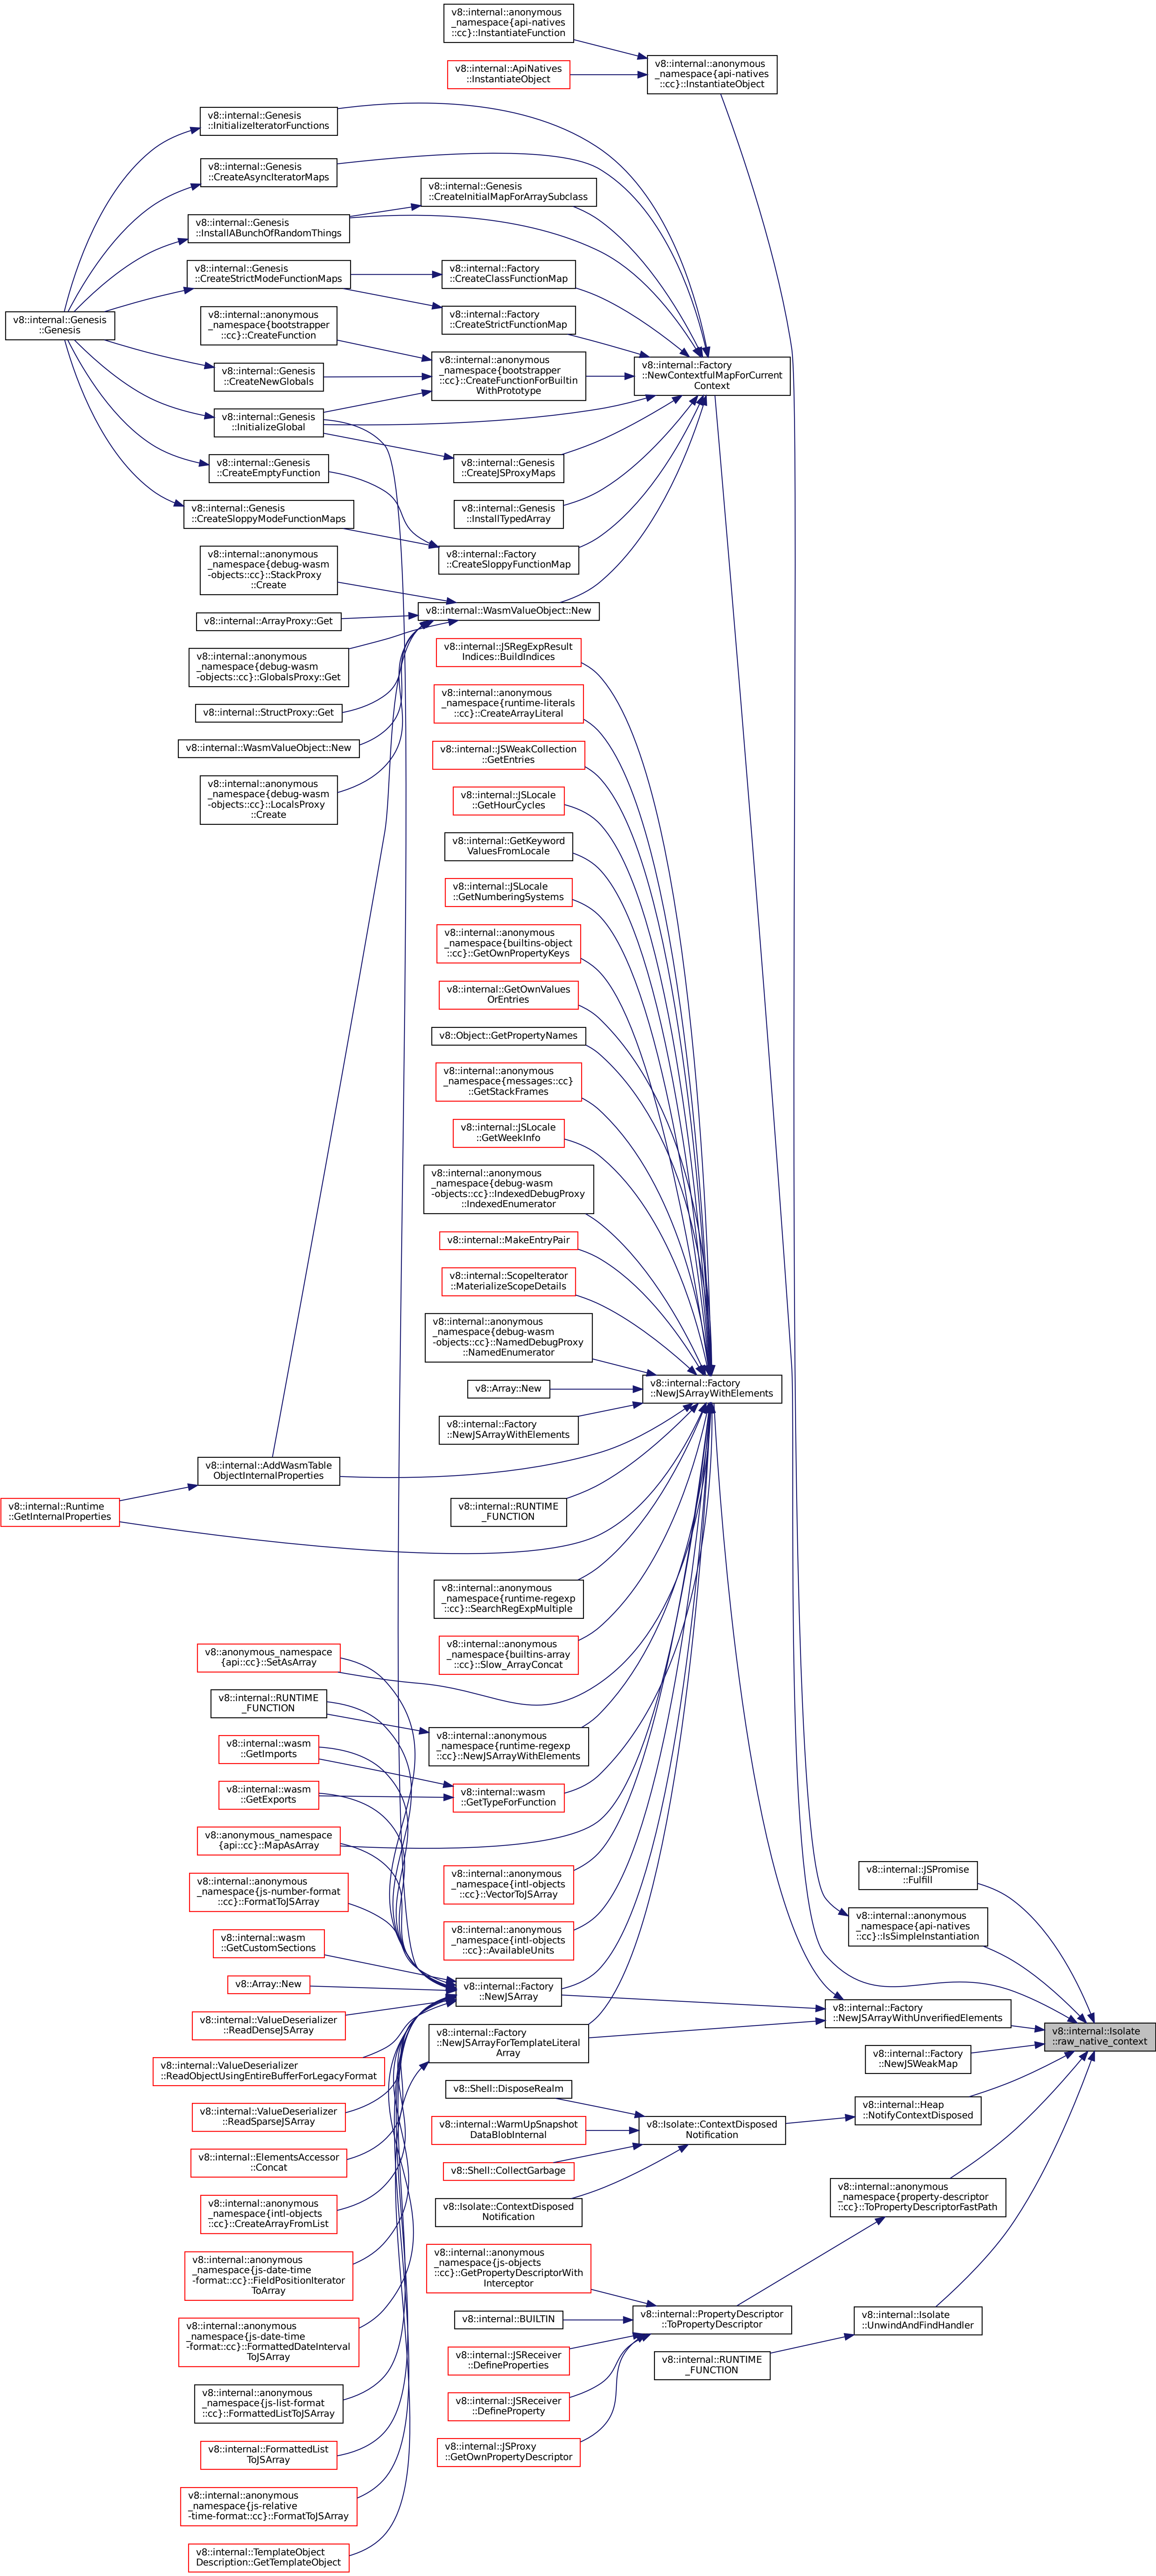 v8::internal::anonymous
_namespace{api-natives
::cc}::InstantiateFunction
v8::internal::anonymous
_namespace{api-natives
::cc}::InstantiateObject
v8::internal::ApiNatives
::InstantiateObject
v8::internal::Genesis
::InitializeIteratorFunctions
v8::internal::Genesis
::CreateAsyncIteratorMaps
v8::internal::Genesis
::CreateInitialMapForArraySubclass
v8::internal::Genesis
::InstallABunchOfRandomThings
v8::internal::Genesis
::CreateStrictModeFunctionMaps
v8::internal::Factory
::CreateClassFunctionMap
v8::internal::Genesis
::Genesis
v8::internal::anonymous
_namespace{bootstrapper
::cc}::CreateFunction
v8::internal::Factory
::CreateStrictFunctionMap
v8::internal::Genesis
::CreateNewGlobals
v8::internal::anonymous
_namespace{bootstrapper
::cc}::CreateFunctionForBuiltin
WithPrototype
v8::internal::Factory
::NewContextfulMapForCurrent
Context
v8::internal::Genesis
::InitializeGlobal
v8::internal::Genesis
::CreateEmptyFunction
v8::internal::Genesis
::CreateJSProxyMaps
v8::internal::Genesis
::CreateSloppyModeFunctionMaps
v8::internal::Genesis
::InstallTypedArray
v8::internal::anonymous
_namespace{debug-wasm
-objects::cc}::StackProxy
::Create
v8::internal::Factory
::CreateSloppyFunctionMap
v8::internal::ArrayProxy::Get
v8::internal::WasmValueObject::New
v8::internal::anonymous
_namespace{debug-wasm
-objects::cc}::GlobalsProxy::Get
v8::internal::JSRegExpResult
Indices::BuildIndices
v8::internal::StructProxy::Get
v8::internal::anonymous
_namespace{runtime-literals
::cc}::CreateArrayLiteral
v8::internal::WasmValueObject::New
v8::internal::JSWeakCollection
::GetEntries
v8::internal::anonymous
_namespace{debug-wasm
-objects::cc}::LocalsProxy
::Create
v8::internal::JSLocale
::GetHourCycles
v8::internal::GetKeyword
ValuesFromLocale
v8::internal::JSLocale
::GetNumberingSystems
v8::internal::anonymous
_namespace{builtins-object
::cc}::GetOwnPropertyKeys
v8::internal::GetOwnValues
OrEntries
v8::Object::GetPropertyNames
v8::internal::anonymous
_namespace{messages::cc}
::GetStackFrames
v8::internal::JSLocale
::GetWeekInfo
v8::internal::anonymous
_namespace{debug-wasm
-objects::cc}::IndexedDebugProxy
::IndexedEnumerator
v8::internal::MakeEntryPair
v8::internal::ScopeIterator
::MaterializeScopeDetails
v8::internal::anonymous
_namespace{debug-wasm
-objects::cc}::NamedDebugProxy
::NamedEnumerator
v8::Array::New
v8::internal::Factory
::NewJSArrayWithElements
v8::internal::Factory
::NewJSArrayWithElements
v8::internal::AddWasmTable
ObjectInternalProperties
v8::internal::Runtime
::GetInternalProperties
v8::internal::RUNTIME
_FUNCTION
v8::internal::anonymous
_namespace{runtime-regexp
::cc}::SearchRegExpMultiple
v8::internal::anonymous
_namespace{builtins-array
::cc}::Slow_ArrayConcat
v8::anonymous_namespace
{api::cc}::SetAsArray
v8::internal::RUNTIME
_FUNCTION
v8::internal::anonymous
_namespace{runtime-regexp
::cc}::NewJSArrayWithElements
v8::internal::wasm
::GetImports
v8::internal::wasm
::GetExports
v8::internal::wasm
::GetTypeForFunction
v8::anonymous_namespace
{api::cc}::MapAsArray
v8::internal::anonymous
_namespace{js-number-format
::cc}::FormatToJSArray
v8::internal::anonymous
_namespace{intl-objects
::cc}::VectorToJSArray
v8::internal::JSPromise
::Fulfill
v8::internal::wasm
::GetCustomSections
v8::internal::anonymous
_namespace{intl-objects
::cc}::AvailableUnits
v8::internal::anonymous
_namespace{api-natives
::cc}::IsSimpleInstantiation
v8::Array::New
v8::internal::Factory
::NewJSArray
v8::internal::ValueDeserializer
::ReadDenseJSArray
v8::internal::Factory
::NewJSArrayWithUnverifiedElements
v8::internal::Isolate
::raw_native_context
v8::internal::Factory
::NewJSArrayForTemplateLiteral
Array
v8::internal::Factory
::NewJSWeakMap
v8::internal::ValueDeserializer
::ReadObjectUsingEntireBufferForLegacyFormat
v8::Shell::DisposeRealm
v8::internal::ValueDeserializer
::ReadSparseJSArray
v8::internal::Heap
::NotifyContextDisposed
v8::internal::WarmUpSnapshot
DataBlobInternal
v8::Isolate::ContextDisposed
Notification
v8::internal::ElementsAccessor
::Concat
v8::Shell::CollectGarbage
v8::internal::anonymous
_namespace{intl-objects
::cc}::CreateArrayFromList
v8::Isolate::ContextDisposed
Notification
v8::internal::anonymous
_namespace{property-descriptor
::cc}::ToPropertyDescriptorFastPath
v8::internal::anonymous
_namespace{js-date-time
-format::cc}::FieldPositionIterator
ToArray
v8::internal::anonymous
_namespace{js-objects
::cc}::GetPropertyDescriptorWith
Interceptor
v8::internal::anonymous
_namespace{js-date-time
-format::cc}::FormattedDateInterval
ToJSArray
v8::internal::BUILTIN
v8::internal::PropertyDescriptor
::ToPropertyDescriptor
v8::internal::Isolate
::UnwindAndFindHandler
v8::internal::JSReceiver
::DefineProperties
v8::internal::RUNTIME
_FUNCTION
v8::internal::anonymous
_namespace{js-list-format
::cc}::FormattedListToJSArray
v8::internal::JSReceiver
::DefineProperty
v8::internal::FormattedList
ToJSArray
v8::internal::JSProxy
::GetOwnPropertyDescriptor
v8::internal::anonymous
_namespace{js-relative
-time-format::cc}::FormatToJSArray
v8::internal::TemplateObject
Description::GetTemplateObject